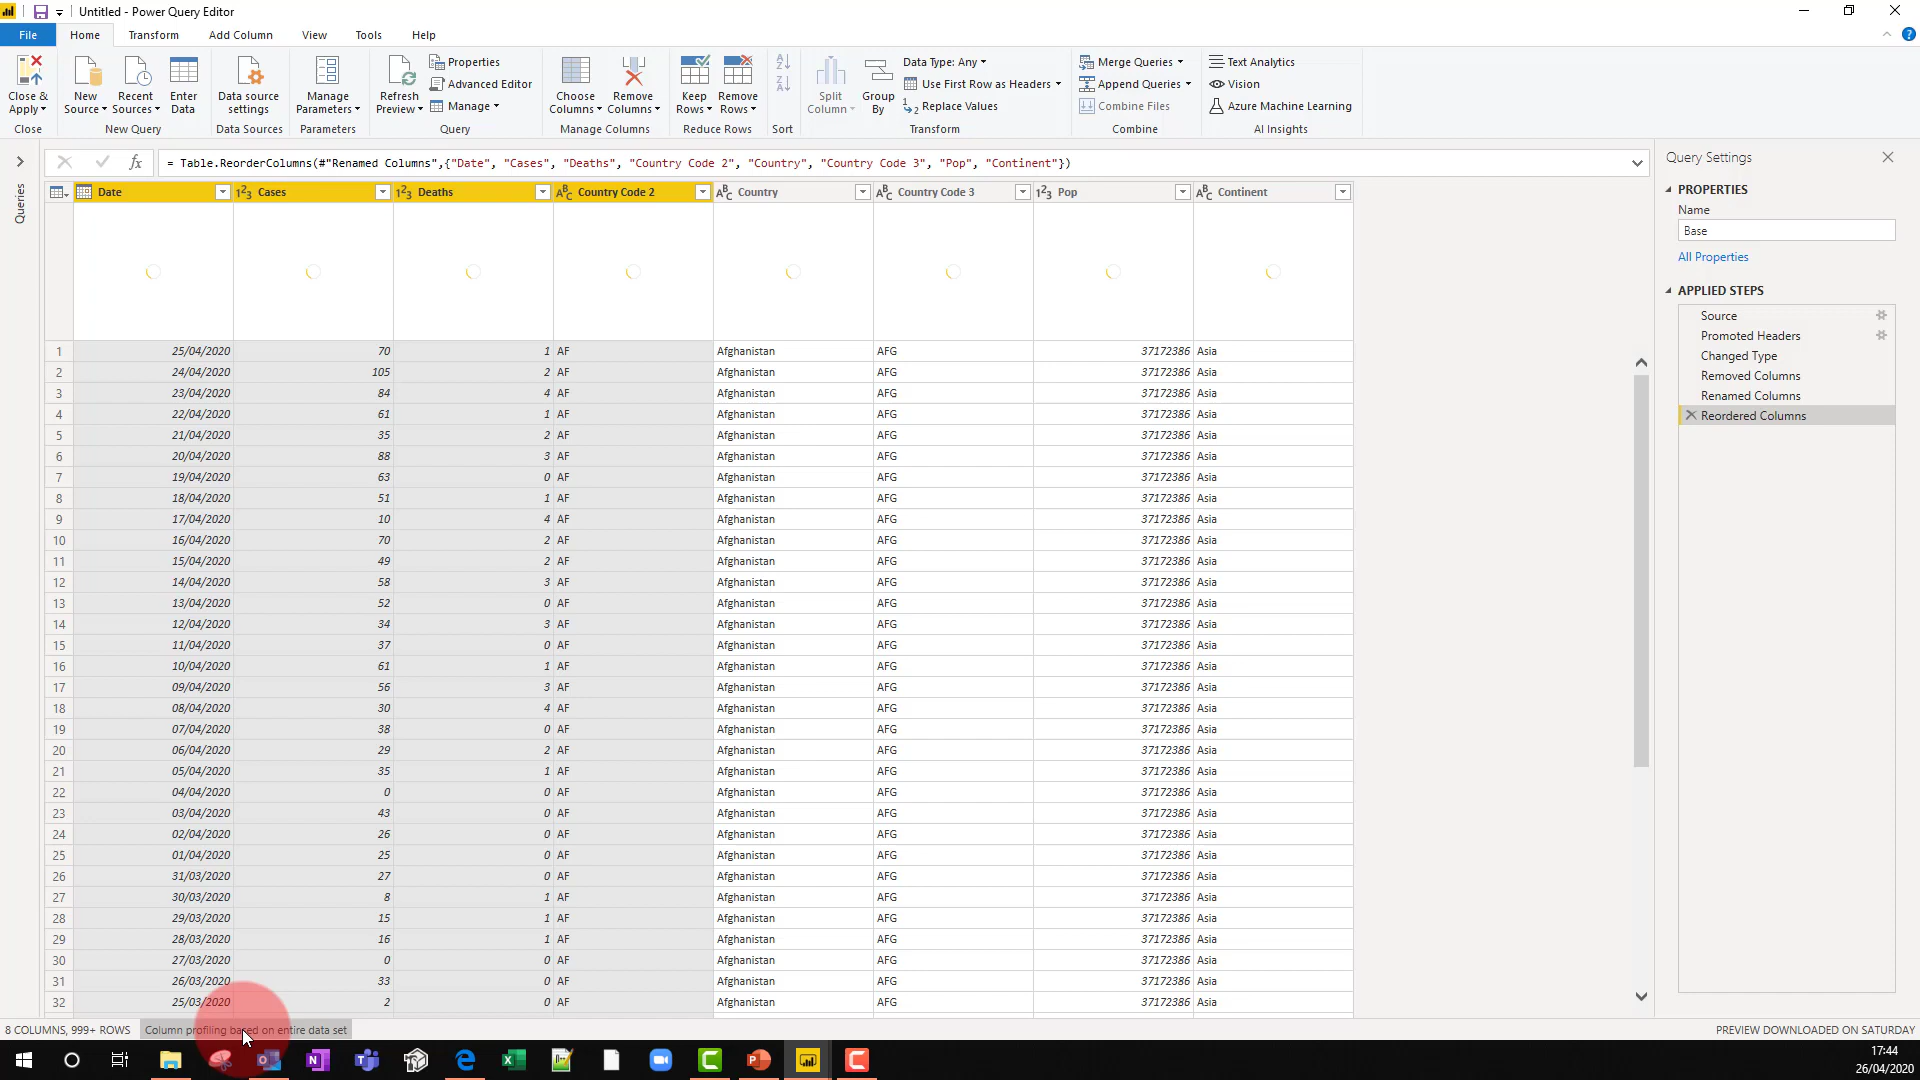 Untitled - Power Query Editor
File Home Transform Add Column View Tools Help
Close & Apply
New Source
Recent Sources
Enter Data
Data source settings
Manage Parameters
Refresh Preview
Properties
Advanced Editor
Manage
Choose Columns
Remove Columns
Keep Rows
Remove Rows
Split Column
Group By
Data Type: Any
Use First Row as Headers
Replace Values
Merge Queries
Append Queries
Combine Files
Text Analytics
Vision
Azure Machine Learning
Close New Query Data Sources Parameters Query Manage Columns Reduce Rows Sort Transform Combine AI Insights
Queries
fx = Table.ReorderColumns(#"Renamed Columns",{"Date", "Cases", "Deaths", "Country Code 2", "Country", "Country Code 3", "Pop", "Continent"})
Date Cases Deaths Country Code 2 Country Country Code 3 Pop Continent
1 25/04/2020 70 1 AF Afghanistan AFG 37172386 Asia
2 24/04/2020 105 2 AF Afghanistan AFG 37172386 Asia
3 23/04/2020 84 4 AF Afghanistan AFG 37172386 Asia
4 22/04/2020 61 1 AF Afghanistan AFG 37172386 Asia
5 21/04/2020 35 2 AF Afghanistan AFG 37172386 Asia
6 20/04/2020 88 3 AF Afghanistan AFG 37172386 Asia
7 19/04/2020 63 0 AF Afghanistan AFG 37172386 Asia
8 18/04/2020 51 1 AF Afghanistan AFG 37172386 Asia
9 17/04/2020 10 4 AF Afghanistan AFG 37172386 Asia
10 16/04/2020 70 2 AF Afghanistan AFG 37172386 Asia
11 15/04/2020 49 2 AF Afghanistan AFG 37172386 Asia
12 14/04/2020 58 3 AF Afghanistan AFG 37172386 Asia
13 13/04/2020 52 0 AF Afghanistan AFG 37172386 Asia
14 12/04/2020 34 3 AF Afghanistan AFG 37172386 Asia
15 11/04/2020 37 0 AF Afghanistan AFG 37172386 Asia
16 10/04/2020 61 1 AF Afghanistan AFG 37172386 Asia
17 09/04/2020 56 3 AF Afghanistan AFG 37172386 Asia
18 08/04/2020 30 4 AF Afghanistan AFG 37172386 Asia
19 07/04/2020 38 0 AF Afghanistan AFG 37172386 Asia
20 06/04/2020 29 2 AF Afghanistan AFG 37172386 Asia
21 05/04/2020 35 1 AF Afghanistan AFG 37172386 Asia
22 04/04/2020 0 0 AF Afghanistan AFG 37172386 Asia
23 03/04/2020 43 0 AF Afghanistan AFG 37172386 Asia
24 02/04/2020 26 0 AF Afghanistan AFG 37172386 Asia
25 01/04/2020 25 0 AF Afghanistan AFG 37172386 Asia
26 31/03/2020 27 0 AF Afghanistan AFG 37172386 Asia
27 30/03/2020 8 1 AF Afghanistan AFG 37172386 Asia
28 29/03/2020 15 1 AF Afghanistan AFG 37172386 Asia
29 28/03/2020 16 1 AF Afghanistan AFG 37172386 Asia
30 27/03/2020 0 0 AF Afghanistan AFG 37172386 Asia
31 26/03/2020 33 0 AF Afghanistan AFG 37172386 Asia
32 25/03/2020 2 0 AF Afghanistan AFG 37172386 Asia
Query Settings
PROPERTIES
Name
Base
All Properties
APPLIED STEPS
Source
Promoted Headers
Changed Type
Removed Columns
Renamed Columns
Reordered Columns
8 COLUMNS, 999+ ROWS Column profiling based on entire data set PREVIEW DOWNLOADED ON SATURDAY
17:44
26/04/2020